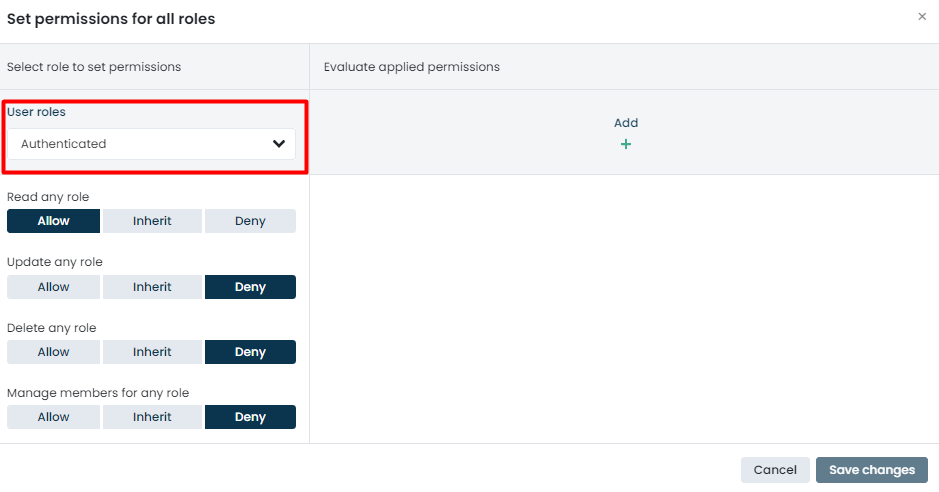 Set permissions for all roles
×
Select role to set permissions
Evaluate applied permissions
User roles
Authenticated
Add
+
Read any role
Allow Inherit Deny
Update any role
Allow Inherit Deny
Delete any role
Allow Inherit Deny
Manage members for any role
Allow Inherit Deny
Cancel Save changes